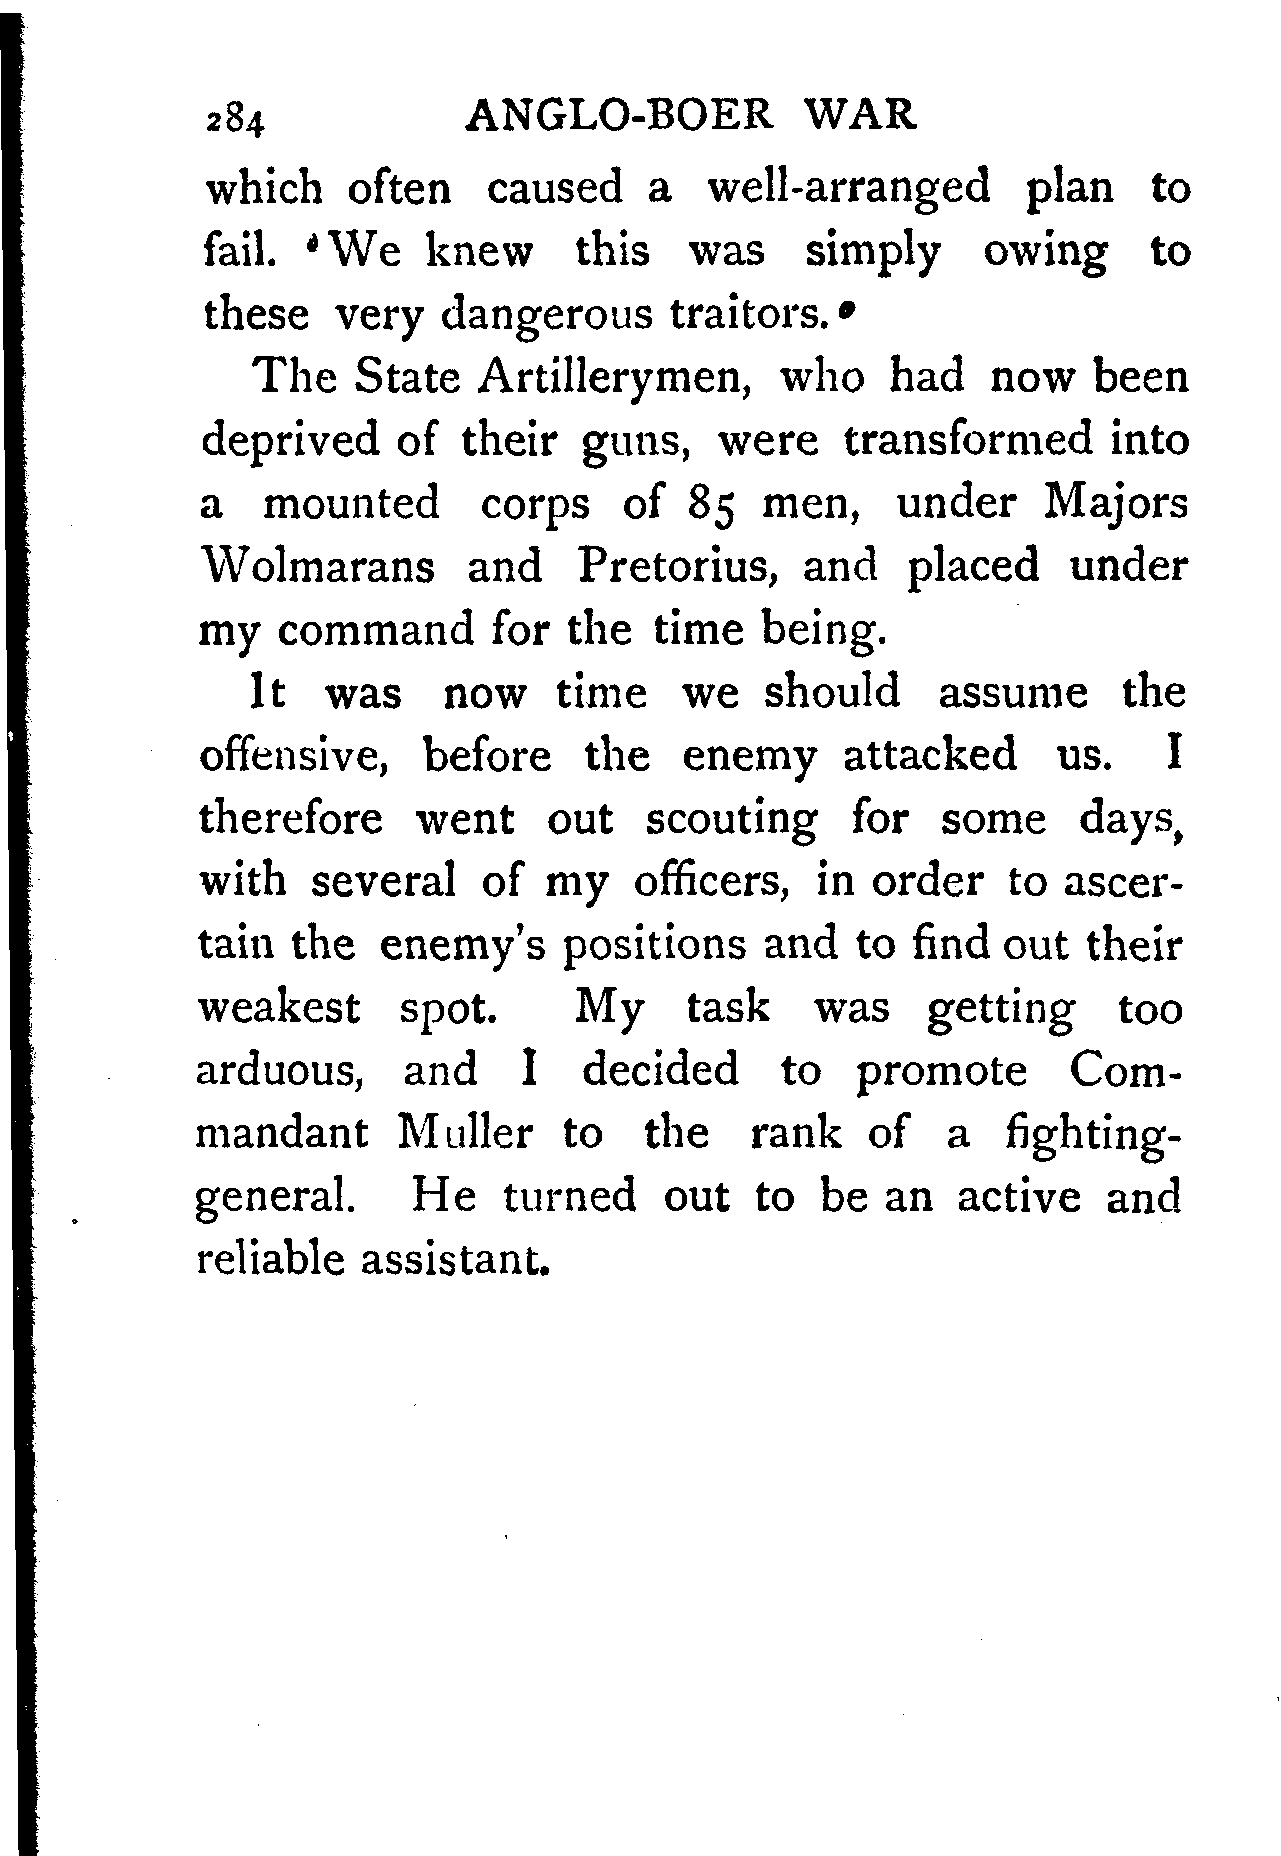 284 ANGLO-BOER WAR
which often caused a well-arranged plan to
fail. We knew this was simply owing to
these very dangerous traitors.
The State Artillerymen, who had now been
deprived of their guns, were transformed into
a mounted corps of 85 men, under Majors
Wolmarans and Pretorius, and placed under
my command for the time being.
It was now time we should assume the
offensive, before the enemy attacked us. I
therefore went out scouting for some days,
with several of my officers, in order to ascer-
tain the enemy's positions and to find out their
weakest spot. My task was getting too
arduous, and I decided to promote Com-
mandant Muller to the rank of a fighting-
general. He turned out to be an active and
reliable assistant.